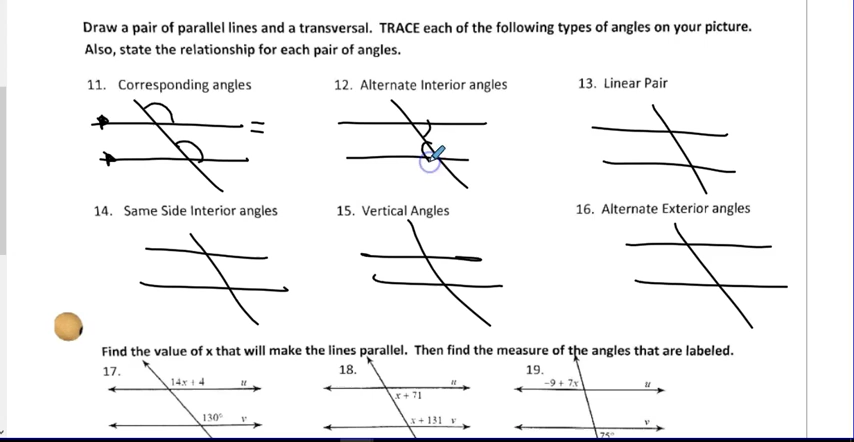 Draw a pair of parallel lines and a transversal. TRACE each of the following types of angles on your picture.
Also, state the relationship for each pair of angles.
11. Corresponding angles
12. Alternate Interior angles
13. Linear Pair
=
14. Same Side Interior angles
15. Vertical Angles
16. Alternate Exterior angles
Find the value of x that will make the lines parallel. Then find the measure of the angles that are labeled.
17.
14x + 4
u
130°
v
18.
u
x + 71
x + 131
v
19.
-9 + 7x
u
v
75°